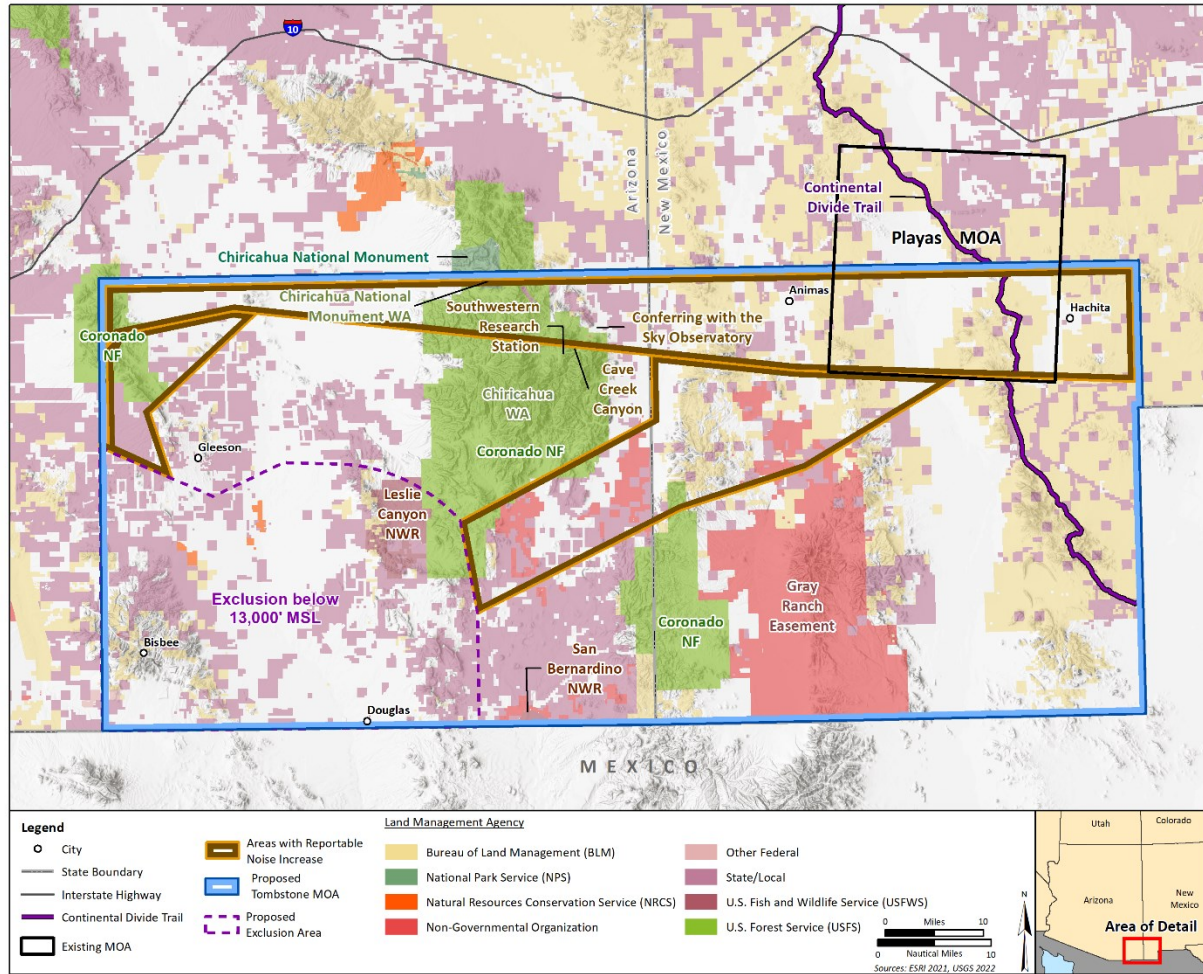 10
Arizona
New Mexico
Continental
Divide Trail
Playas MOA
Chiricahua National Monument
Chiricahua National
Monument WA
Southwestern
Research
Station
Conferring with the
Sky Observatory
Animas
Hachita
Coronado
NF
Cave
Creek
Canyon
Chiricahua
WA
Coronado NF
Gleeson
Leslie
Canyon
NWR
Exclusion below
13,000' MSL
Gray
Ranch
Easement
Coronado
NF
Bisbee
San
Bernardino
NWR
Douglas
MEXICO
Legend
City
State Boundary
Interstate Highway
Continental Divide Trail
Existing MOA
Areas with Reportable
Noise Increase
Proposed
Tombstone MOA
Proposed
Exclusion Area
Land Management Agency
Bureau of Land Management (BLM)
National Park Service (NPS)
Natural Resources Conservation Service (NRCS)
Non-Governmental Organization
Other Federal
State/Local
U.S. Fish and Wildlife Service (USFWS)
U.S. Forest Service (USFS)
N
10 0 Miles 10
10 0 Nautical Miles 10
Sources: ESRI 2021, USGS 2022
Utah
Colorado
Arizona
New
Mexico
Area of Detail